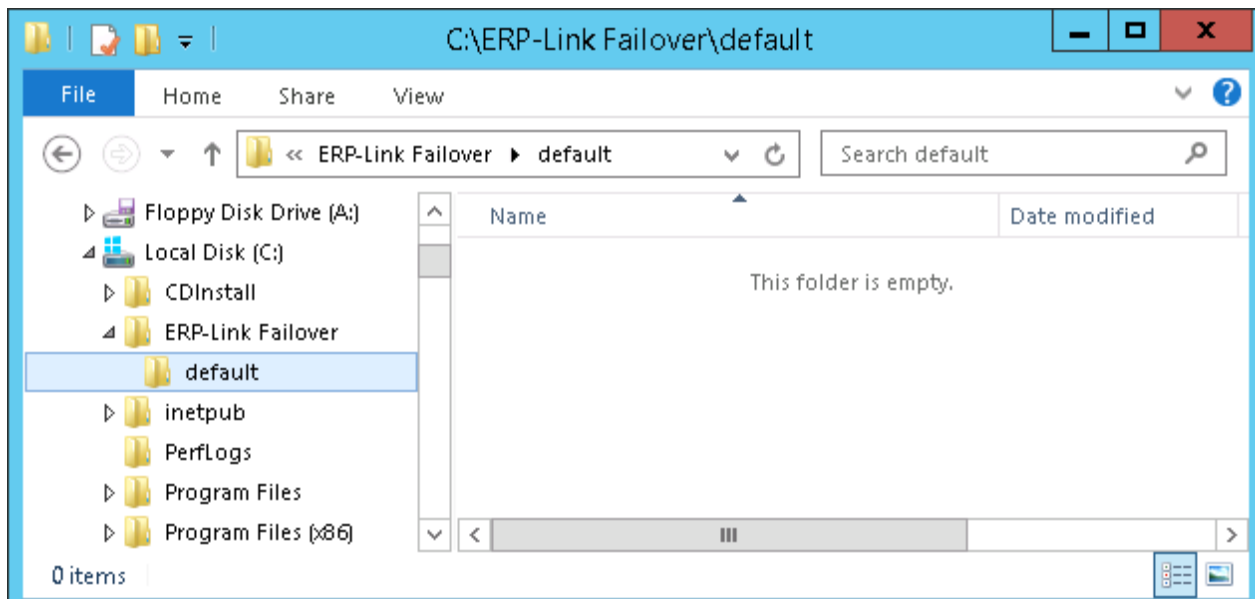 C:\ERP-Link Failover\default
File Home Share View
« ERP-Link Failover default Search default
Floppy Disk Drive (A:)
Name Date modified
Local Disk (C:)
This folder is empty.
CDInstall
ERP-Link Failover
default
inetpub
PerfLogs
Program Files
Program Files (x86)
0 items